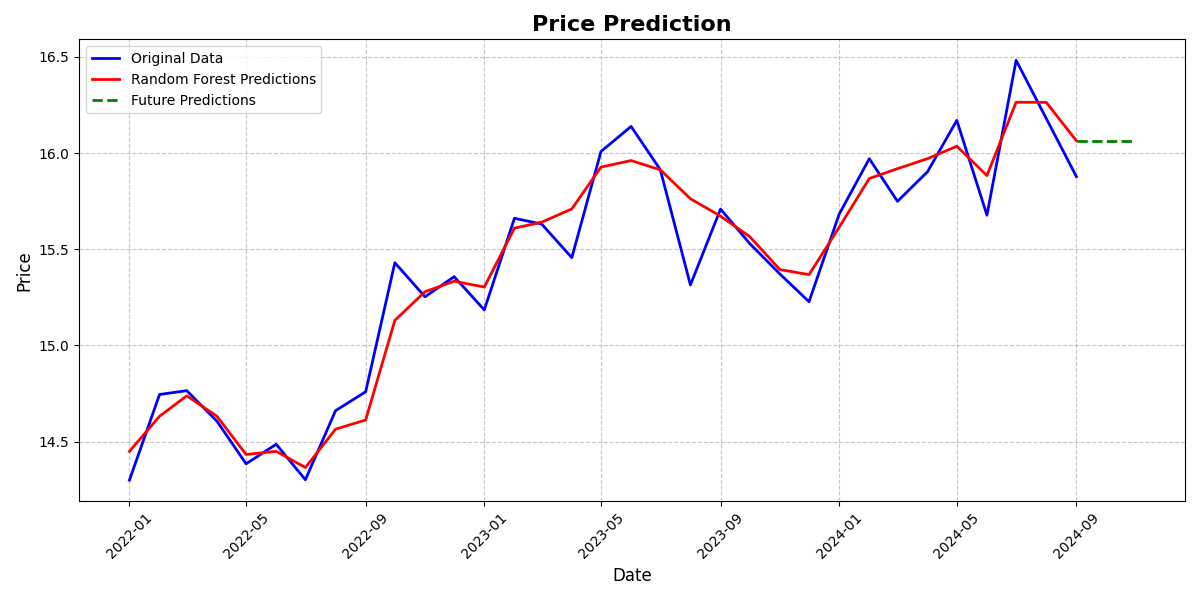 Price Prediction
Original Data
Random Forest Predictions
Future Predictions
Price
16.5
16.0
15.5
15.0
14.5
2022-01
2022-05
2022-09
2023-01
2023-05
2023-09
2024-01
2024-05
2024-09
Date